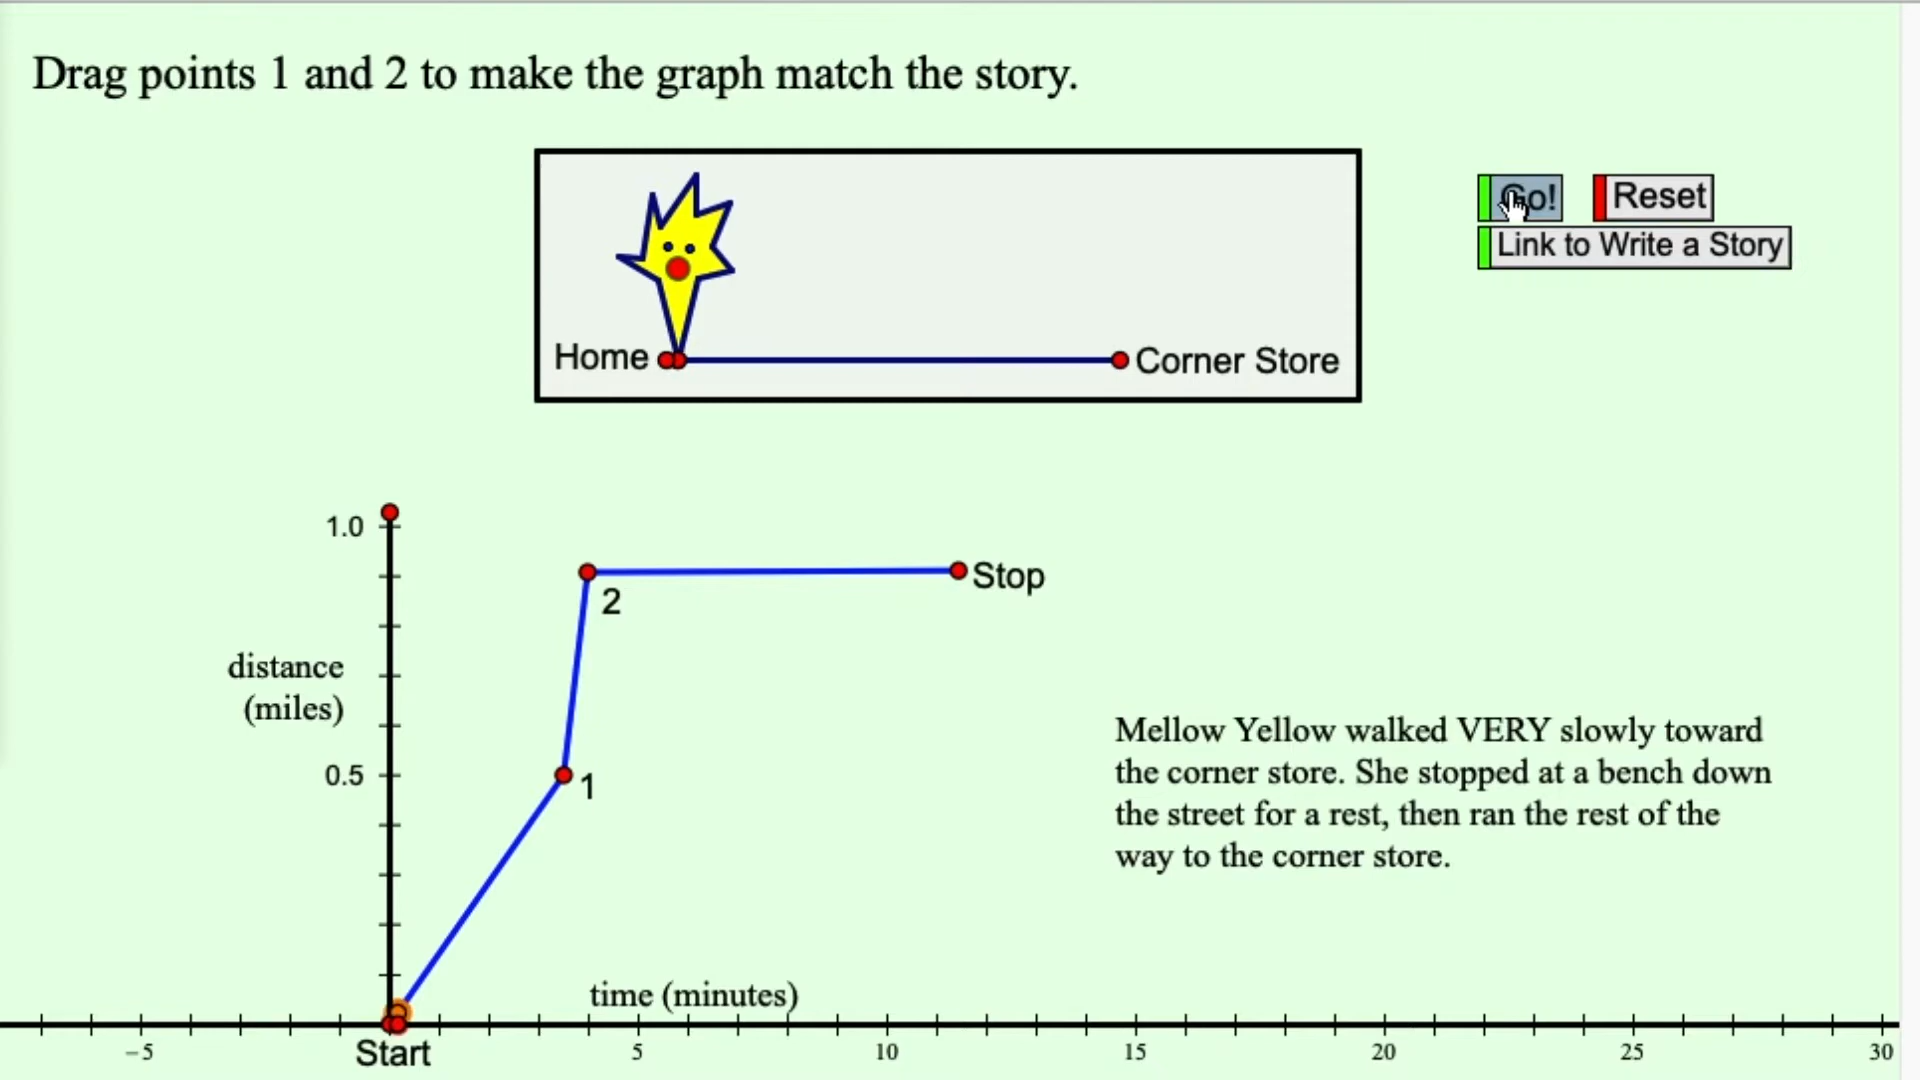 Drag points 1 and 2 to make the graph match the story.
Go!
Reset
Link to Write a Story
Home
Corner Store
1.0
Stop
2
distance
(miles)
0.5
1
Mellow Yellow walked VERY slowly toward
the corner store. She stopped at a bench down
the street for a rest, then ran the rest of the
way to the corner store.
time (minutes)
−5
Start
5
10
15
20
25
30